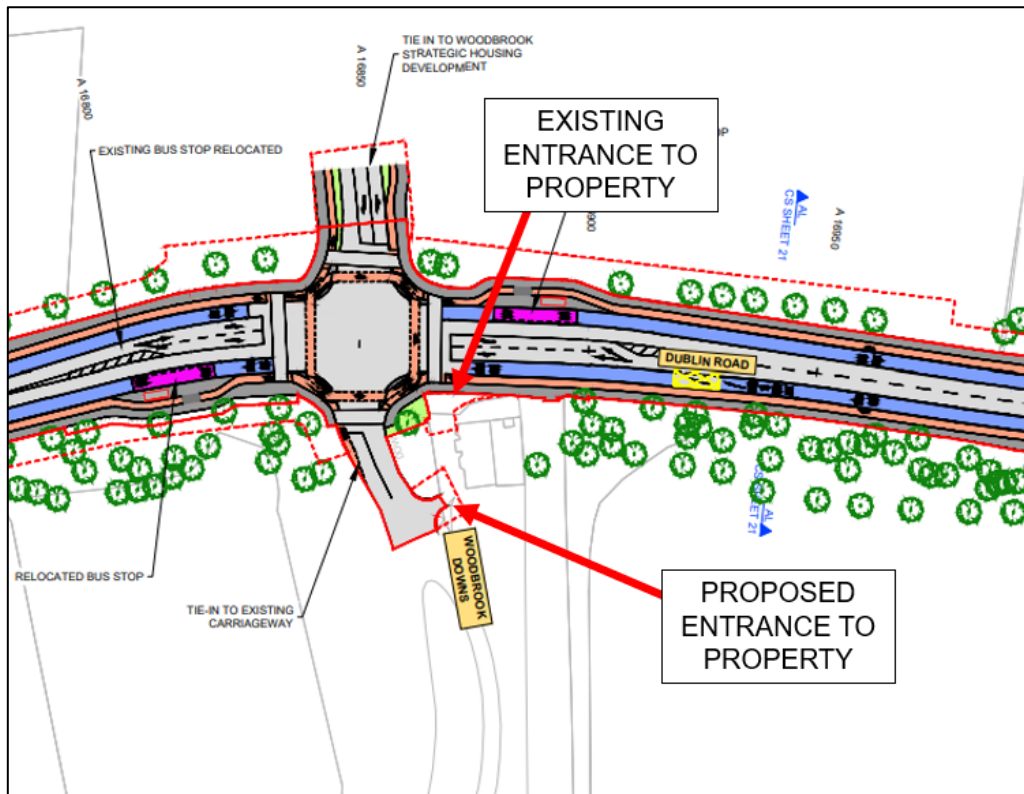 TIE IN TO WOODBROOK
STRATEGIC HOUSING
DEVELOPMENT
A 16850
A 16800
EXISTING BUS STOP RELOCATED
EXISTING
ENTRANCE TO
PROPERTY
AL
CS SHEET 21
A 16950
DUBLIN ROAD
AL
RELOCATED BUS STOP
TIE-IN TO EXISTING
CARRIAGEWAY
WOODBROOK
DOWNS
PROPOSED
ENTRANCE TO
PROPERTY